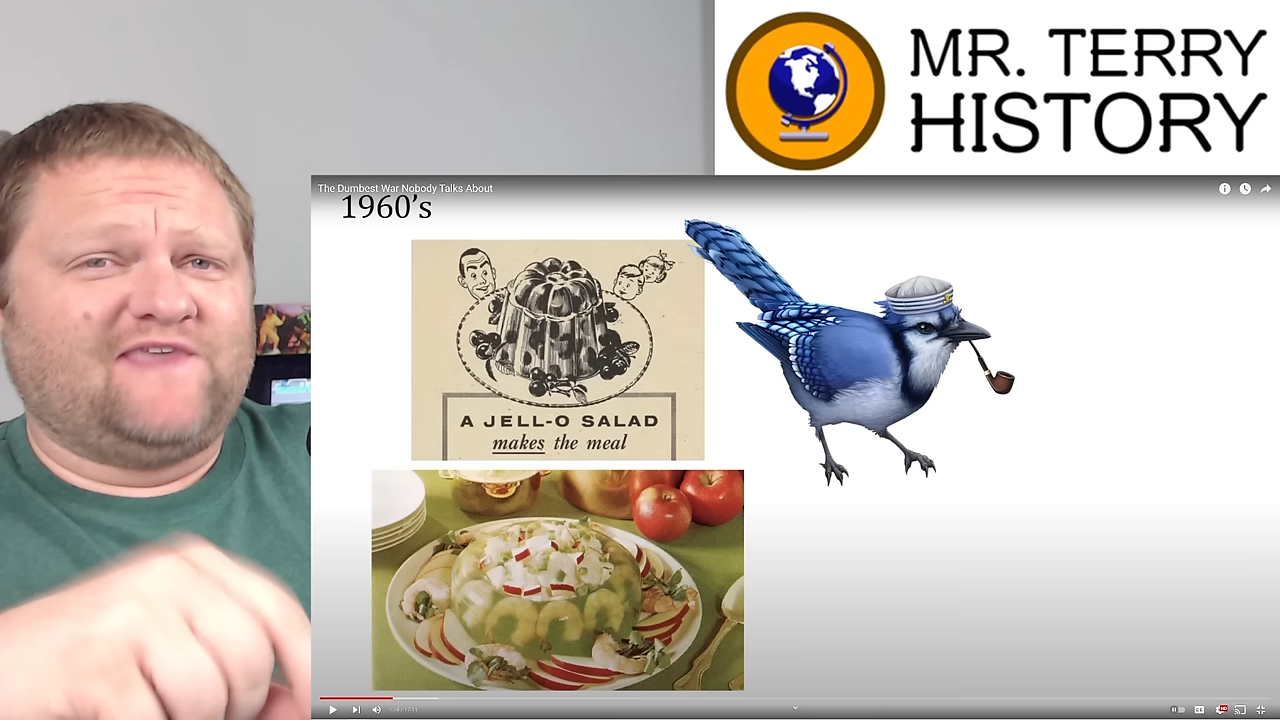 MR. TERRY
HISTORY
The Dumbest War Nobody Talks About
1960's
A JELL-O SALAD
makes the meal